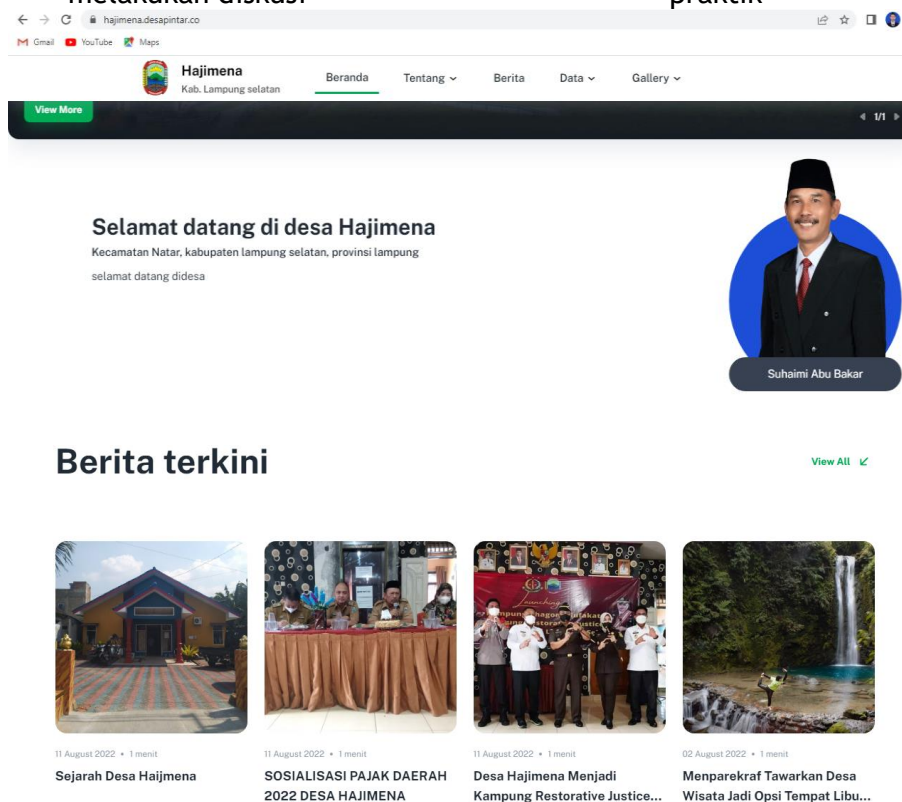 melakukan diskusi praktik
hajimena.desapintar.co
Gmail YouTube Maps
Hajimena
Kab. Lampung selatan
Beranda Tentang Berita Data Gallery
View More
1/1
Selamat datang di desa Hajimena
Kecamatan Natar, kabupaten lampung selatan, provinsi lampung
selamat datang didesa
Suhaimi Abu Bakar
Berita terkini
View All
Launching
11 August 2022 • 1 menit
Sejarah Desa Haijmena
11 August 2022 • 1 menit
SOSIALISASI PAJAK DAERAH
2022 DESA HAJIMENA
11 August 2022 • 1 menit
Desa Hajimena Menjadi
Kampung Restorative Justice...
02 August 2022 • 1 menit
Menparekraf Tawarkan Desa
Wisata Jadi Opsi Tempat Libu...